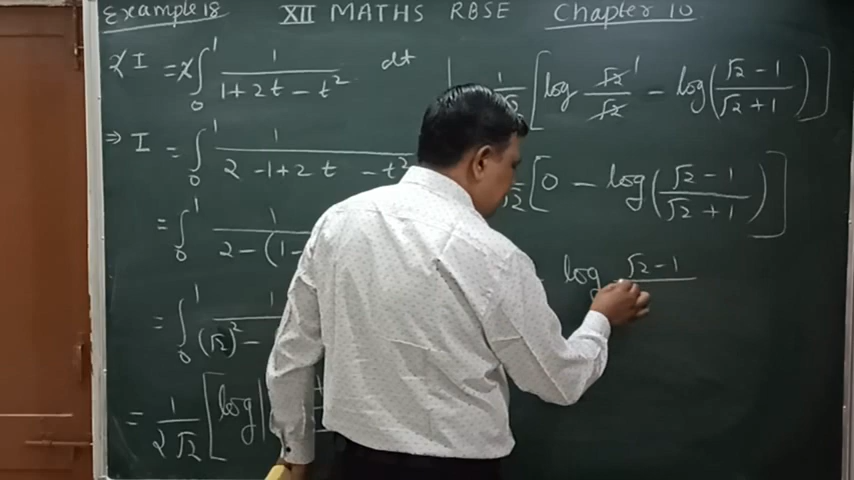 Example 18 XII MATHS RBSE Chapter 10
2I = 2∫₀¹ 1/(1+2t-t²) dt
⇒ I = ∫₀¹ 1/(2-1+2t-t²)
= ∫₀¹ 1/(2-(1-
= ∫₀¹ 1/((√2)²-
= 1/(2√2) [log|
[log √2/√2 1 - log((√2-1)/(√2+1))]
√2 [0 - log((√2-1)/(√2+1))]
log √2-1